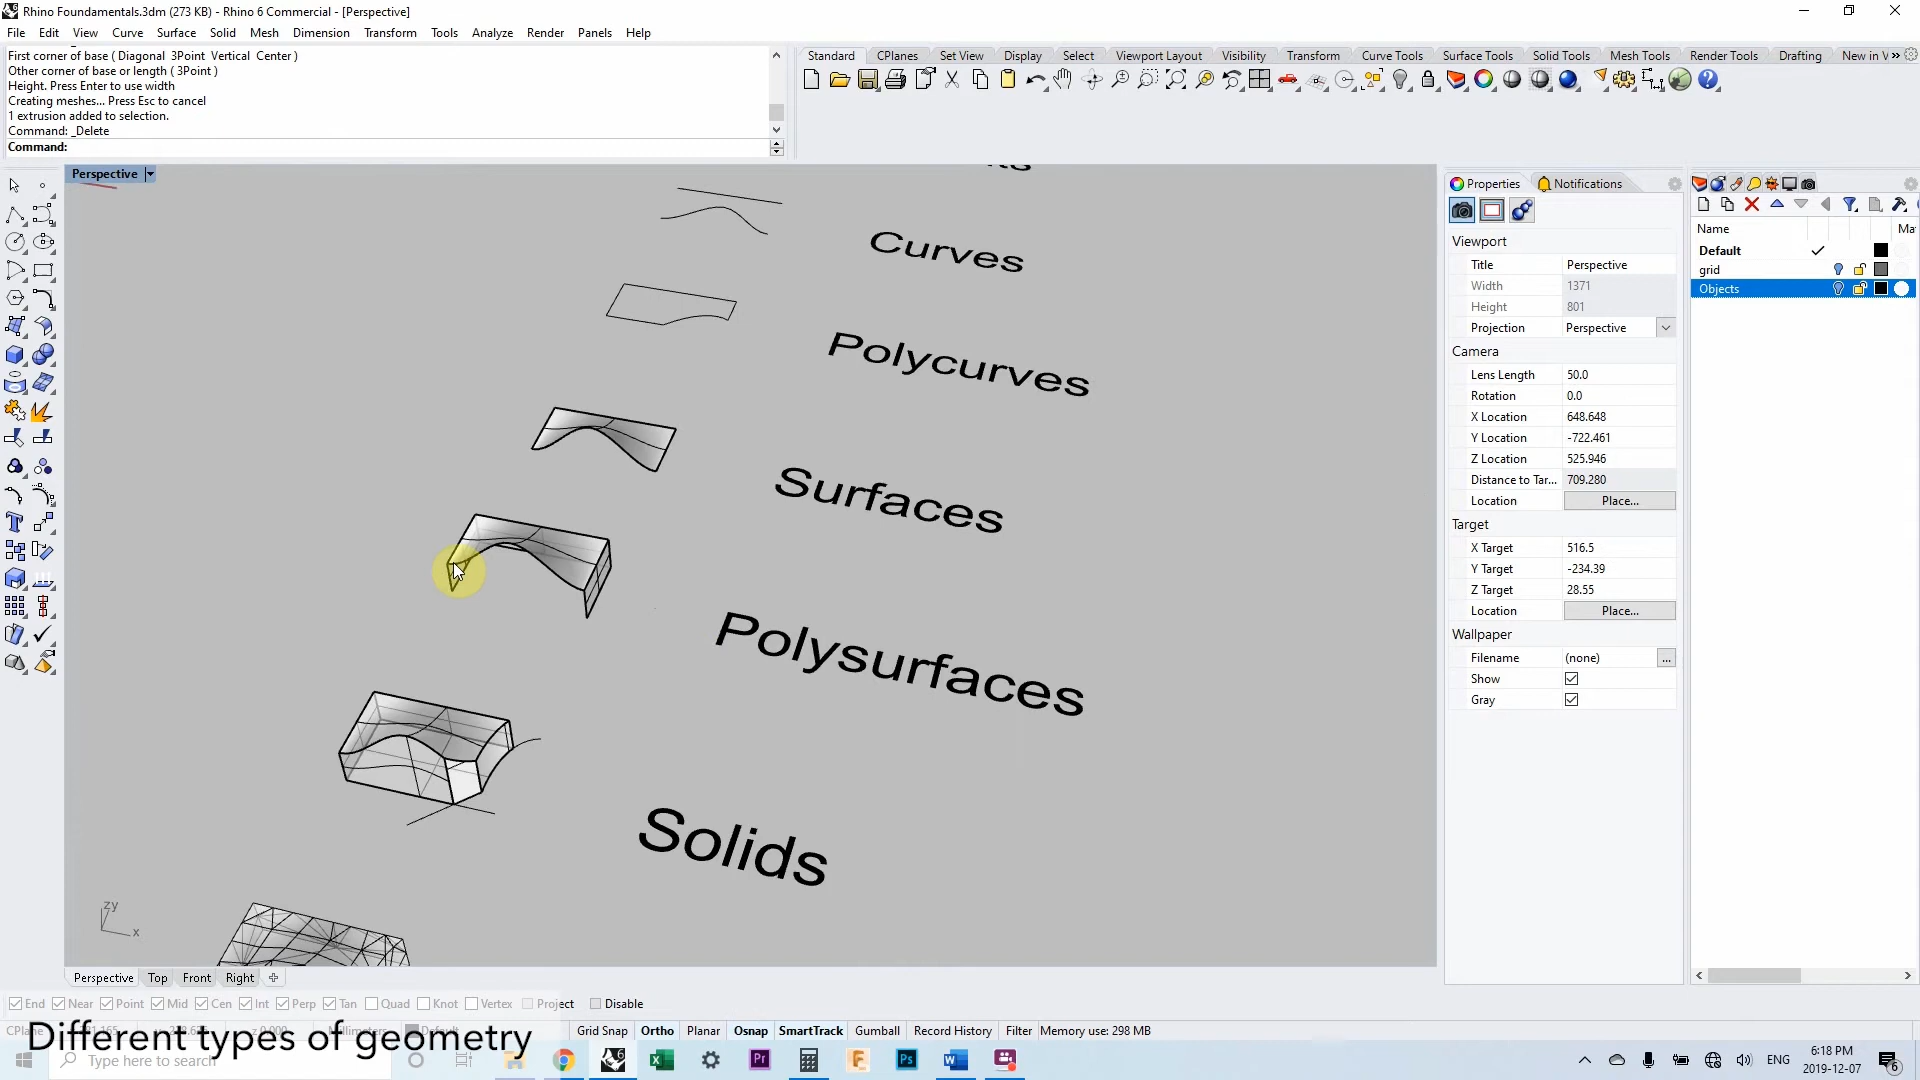 Rhino Foundamentals.3dm (273 KB) - Rhino 6 Commercial - [Perspective]
File Edit View Curve Surface Solid Mesh Dimension Transform Tools Analyze Render Panels Help
First corner of base ( Diagonal 3Point Vertical Center )
Other corner of base or length ( 3Point )
Height. Press Enter to use width
Creating meshes... Press Esc to cancel
1 extrusion added to selection.
Command: _Delete
Command:
Standard CPlanes Set View Display Select Viewport Layout Visibility Transform Curve Tools Surface Tools Solid Tools Mesh Tools Render Tools Drafting New in V
Perspective
Curves
Polycurves
Surfaces
Polysurfaces
Solids
zy
x
Properties Notifications
Viewport
Title Perspective
Width 1371
Height 801
Projection Perspective
Camera
Lens Length 50.0
Rotation 0.0
X Location 648.648
Y Location -722.461
Z Location 525.946
Distance to Tar... 709.280
Location Place...
Target
X Target 516.5
Y Target -234.39
Z Target 28.55
Location Place...
Wallpaper
Filename (none) ...
Show
Gray
Name Ma
Default
grid
Objects
Perspective Top Front Right
End Near Point Mid Cen Int Perp Tan Quad Knot Vertex Project Disable
Grid Snap Ortho Planar Osnap SmartTrack Gumball Record History Filter Memory use: 298 MB
Different types of geometry
Type here to search
ENG
6:18 PM
2019-12-07
6